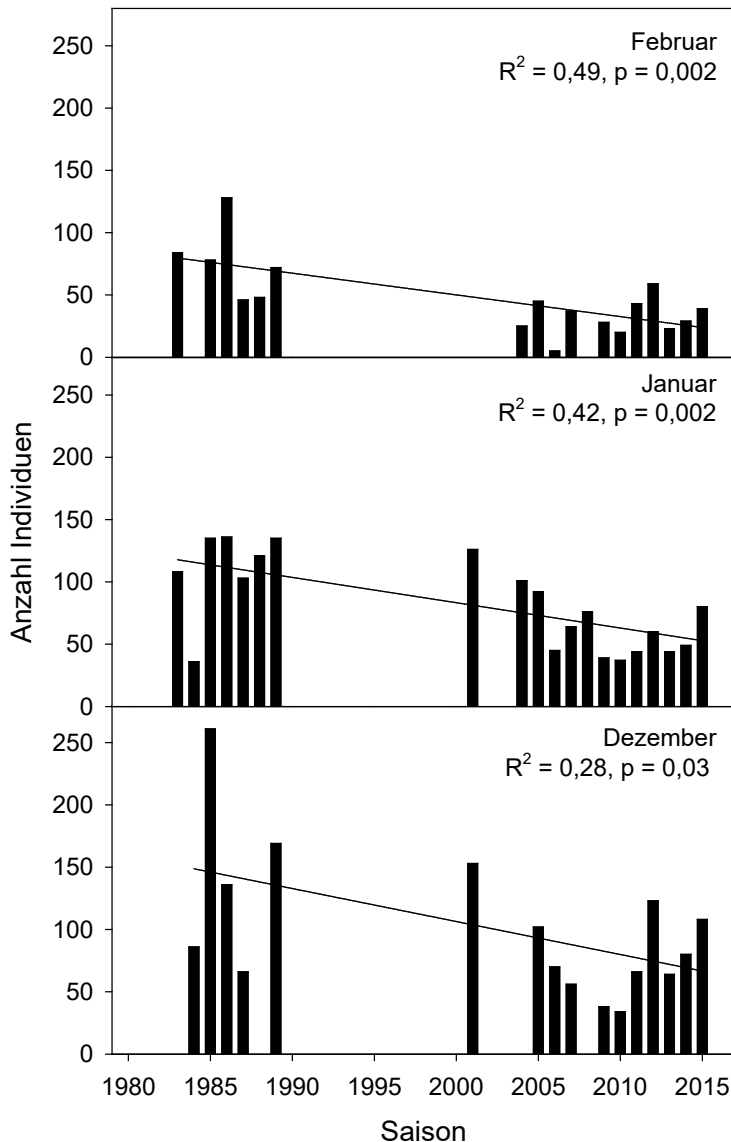 250
200
150
100
50
0
Februar
R² = 0,49, p = 0,002
250
200
150
100
50
0
Januar
R² = 0,42, p = 0,002
Anzahl Individuen
250
200
150
100
50
0
Dezember
R² = 0,28, p = 0,03
1980 1985 1990 1995 2000 2005 2010 2015
Saison